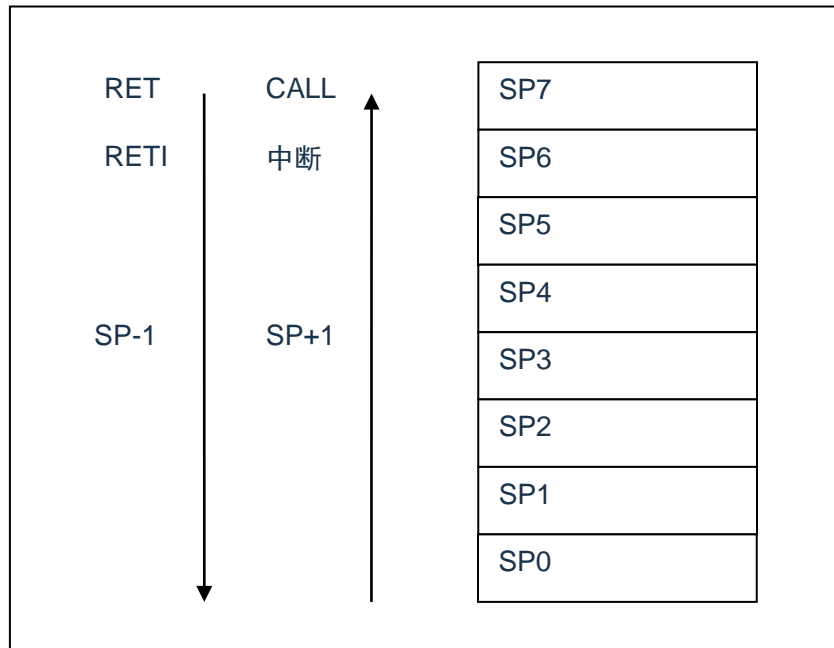 RET CALL SP7
RETI 中断 SP6
SP5
SP4
SP-1 SP+1 SP3
SP2
SP1
SP0